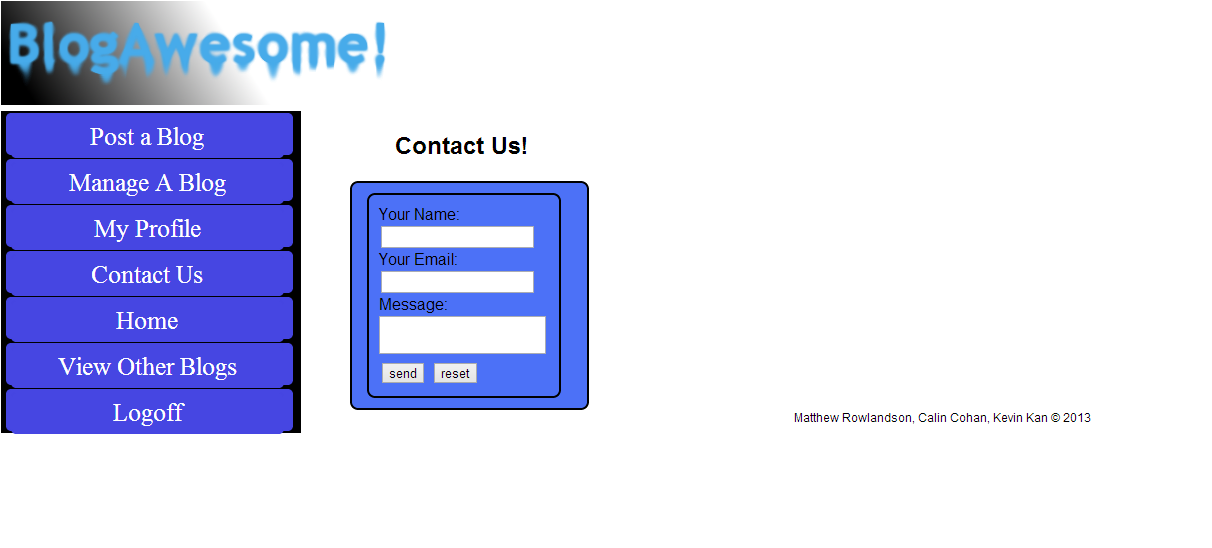 BlogAwesome!
Post a Blog
Manage A Blog
My Profile
Contact Us
Home
View Other Blogs
Logoff
Contact Us!
Your Name:
Your Email:
Message:
send reset
Matthew Rowlandson, Calin Cohan, Kevin Kan © 2013